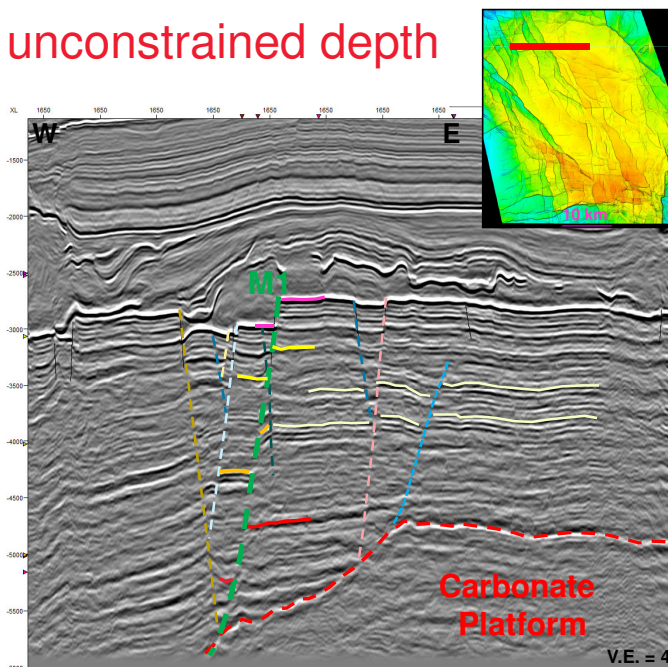 unconstrained depth
10 km
XL 1650 1650 1650 1650 1650 1650 1650 1650
W
E
-1500
-2000
-2500
M
-3000
-3500
-4000
-4500
-5000
-5500
Carbonate
Platform
V.E. = 4